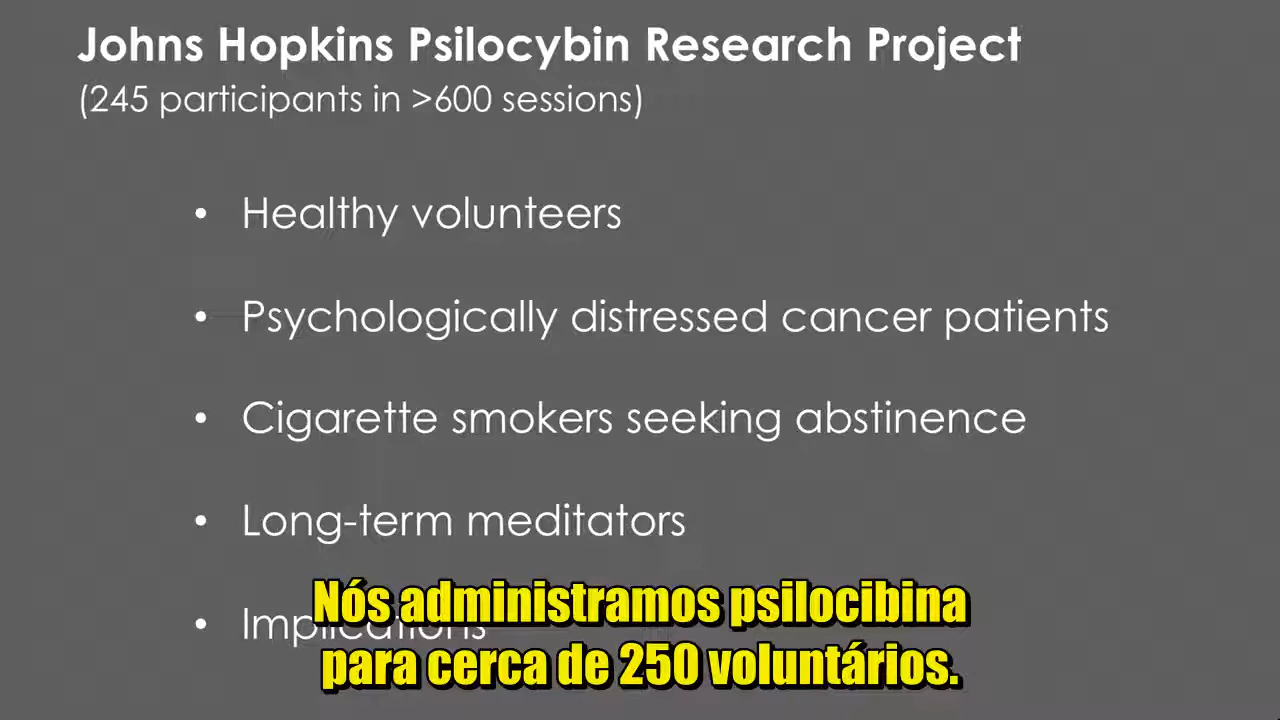 Johns Hopkins Psilocybin Research Project
(245 participants in >600 sessions)
• Healthy volunteers
• Psychologically distressed cancer patients
• Cigarette smokers seeking abstinence
• Long-term meditators
• Implications
Nós administramos psilocibina
para cerca de 250 voluntários.